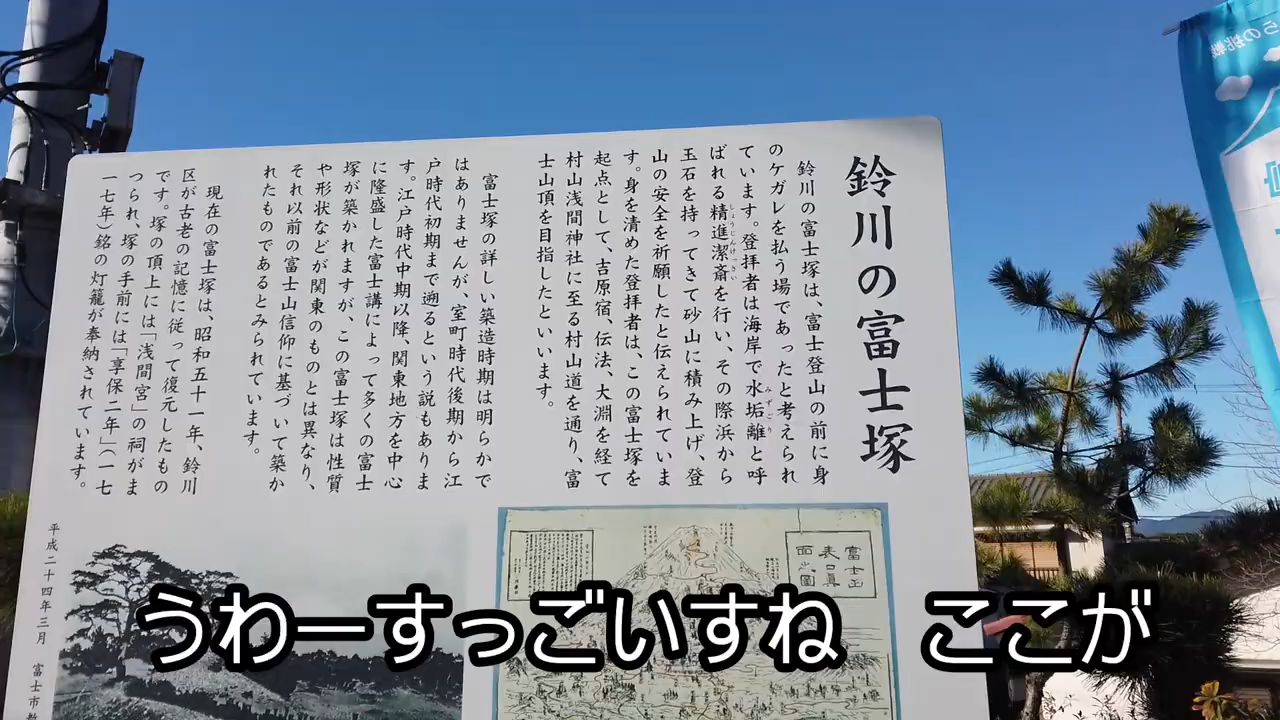 鈴川の富士塚
鈴川の富士塚は、富士登山の前に身
のケガレを払う場であったと考えられ
ています。登拝者は海岸で水垢離と呼
みずごり
ばれる精進潔斎を行い、その際浜から
しょうじんけっさい
玉石を持ってきて砂山に積み上げ、登
山の安全を祈願したと伝えられていま
す。身を清めた登拝者は、この富士塚を
起点として、吉原宿、伝法、大淵を経て
村山浅間神社に至る村山道を通り、富
士山頂を目指したといいます。
富士塚の詳しい築造時期は明らかで
はありませんが、室町時代後期から江
戸時代初期まで遡るという説もありま
す。江戸時代中期以降、関東地方を中心
に隆盛した富士講によって多くの富士
塚が築かれますが、この富士塚は性質
や形状などが関東のものとは異なり、
それ以前の富士山信仰に基づいて築か
れたものであるとみられています。
現在の富士塚は、昭和五十一年、鈴川
区が古老の記憶に従って復元したもの
です。塚の頂上には「浅間宮」の祠がま
つられ、塚の手前には「享保二年」(一七
一七年)銘の灯籠が奉納されています。
平成二十四年三月 富士市教
富士山
表口真
面之圖
うわーすっごいすね ここが